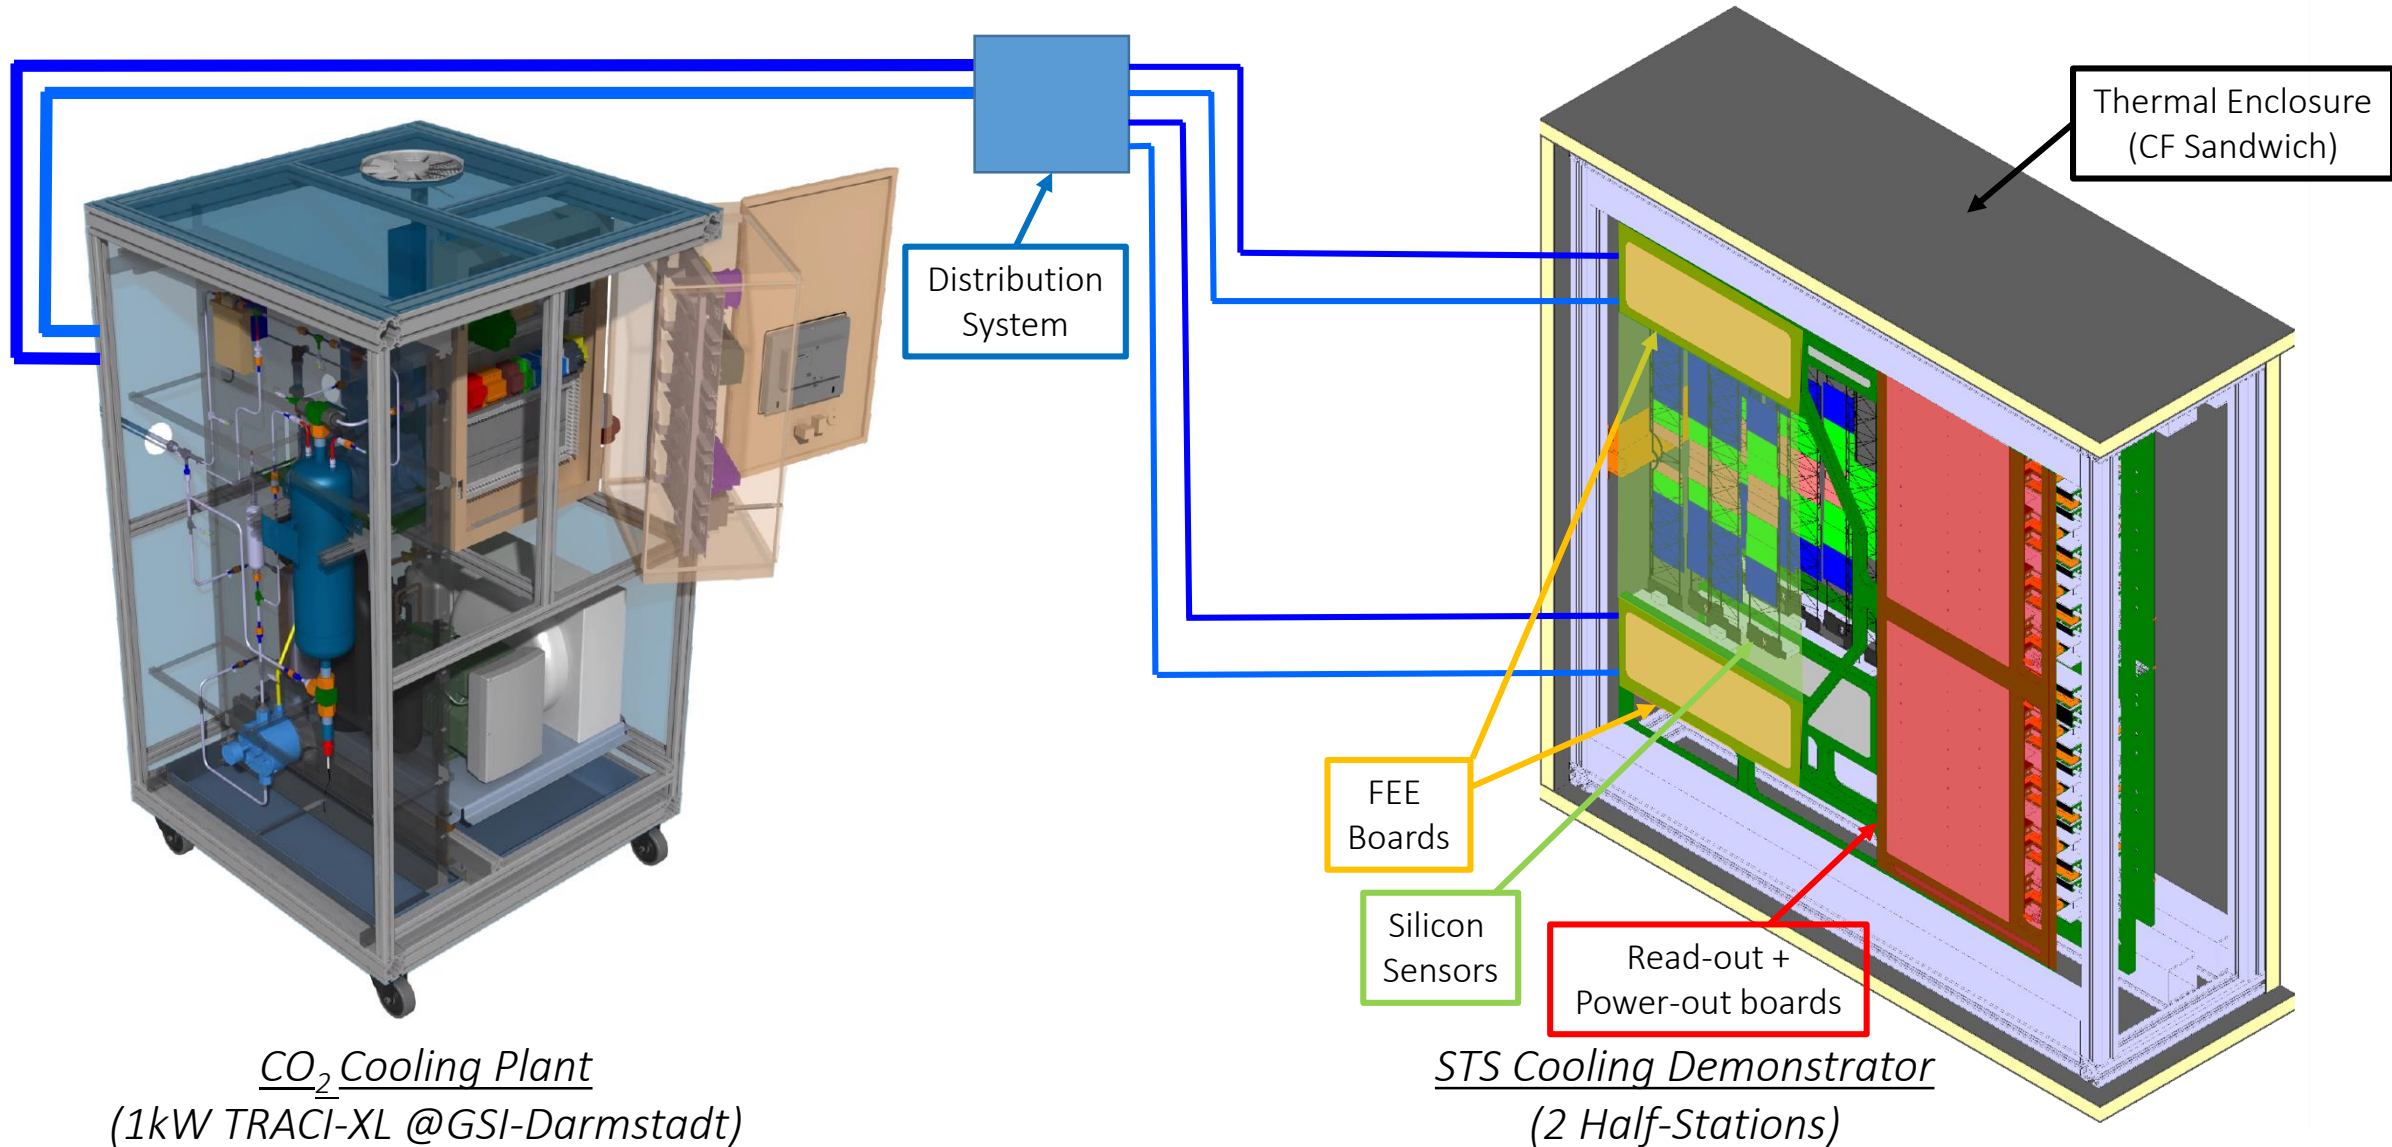 Thermal Enclosure
(CF Sandwich)
Distribution
System
FEE
Boards
Silicon
Sensors
Read-out +
Power-out boards
CO₂ Cooling Plant
(1kW TRACI-XL @GSI-Darmstadt)
STS Cooling Demonstrator
(2 Half-Stations)